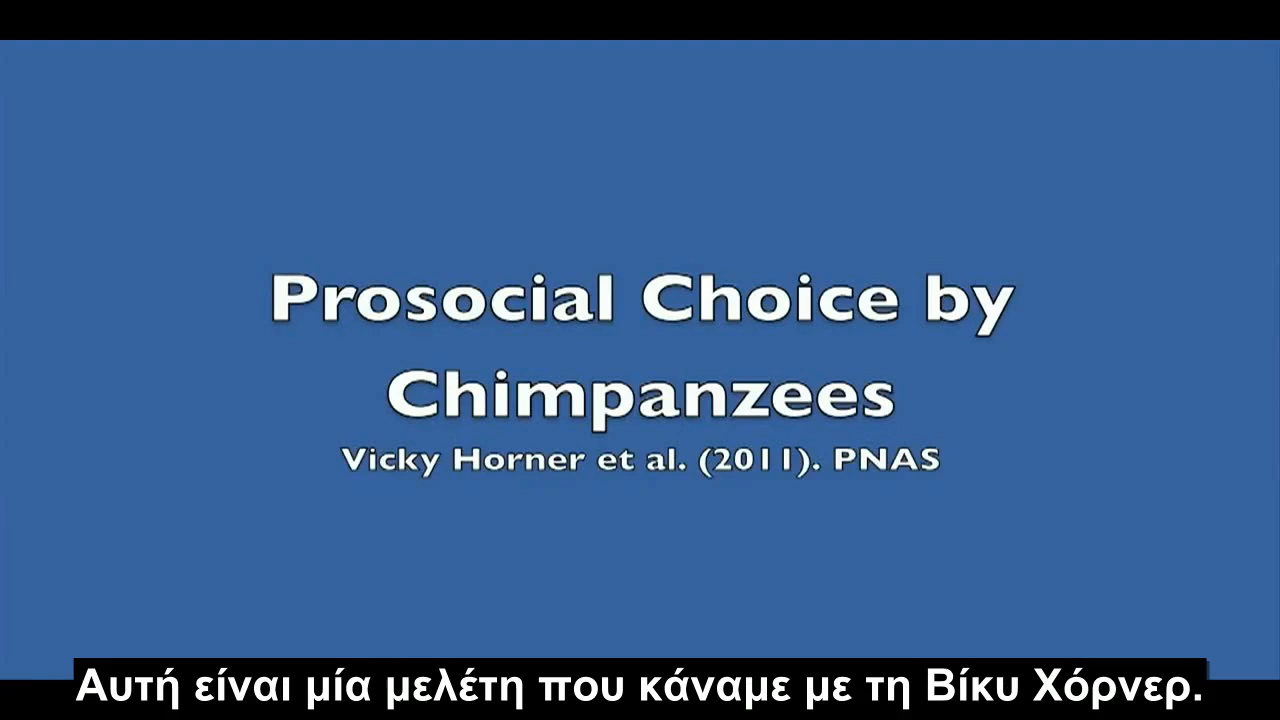 Prosocial Choice by
Chimpanzees
Vicky Horner et al. (2011). PNAS
Αυτή είναι μία μελέτη που κάναμε με τη Βίκυ Χόρνερ.